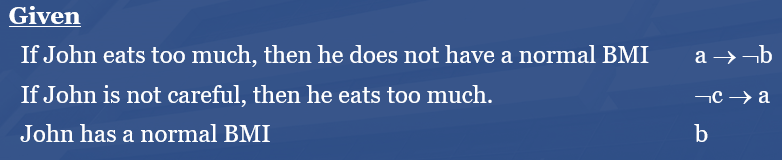 Given
If John eats too much, then he does not have a normal BMI a → ¬b
If John is not careful, then he eats too much. ¬c → a
John has a normal BMI b